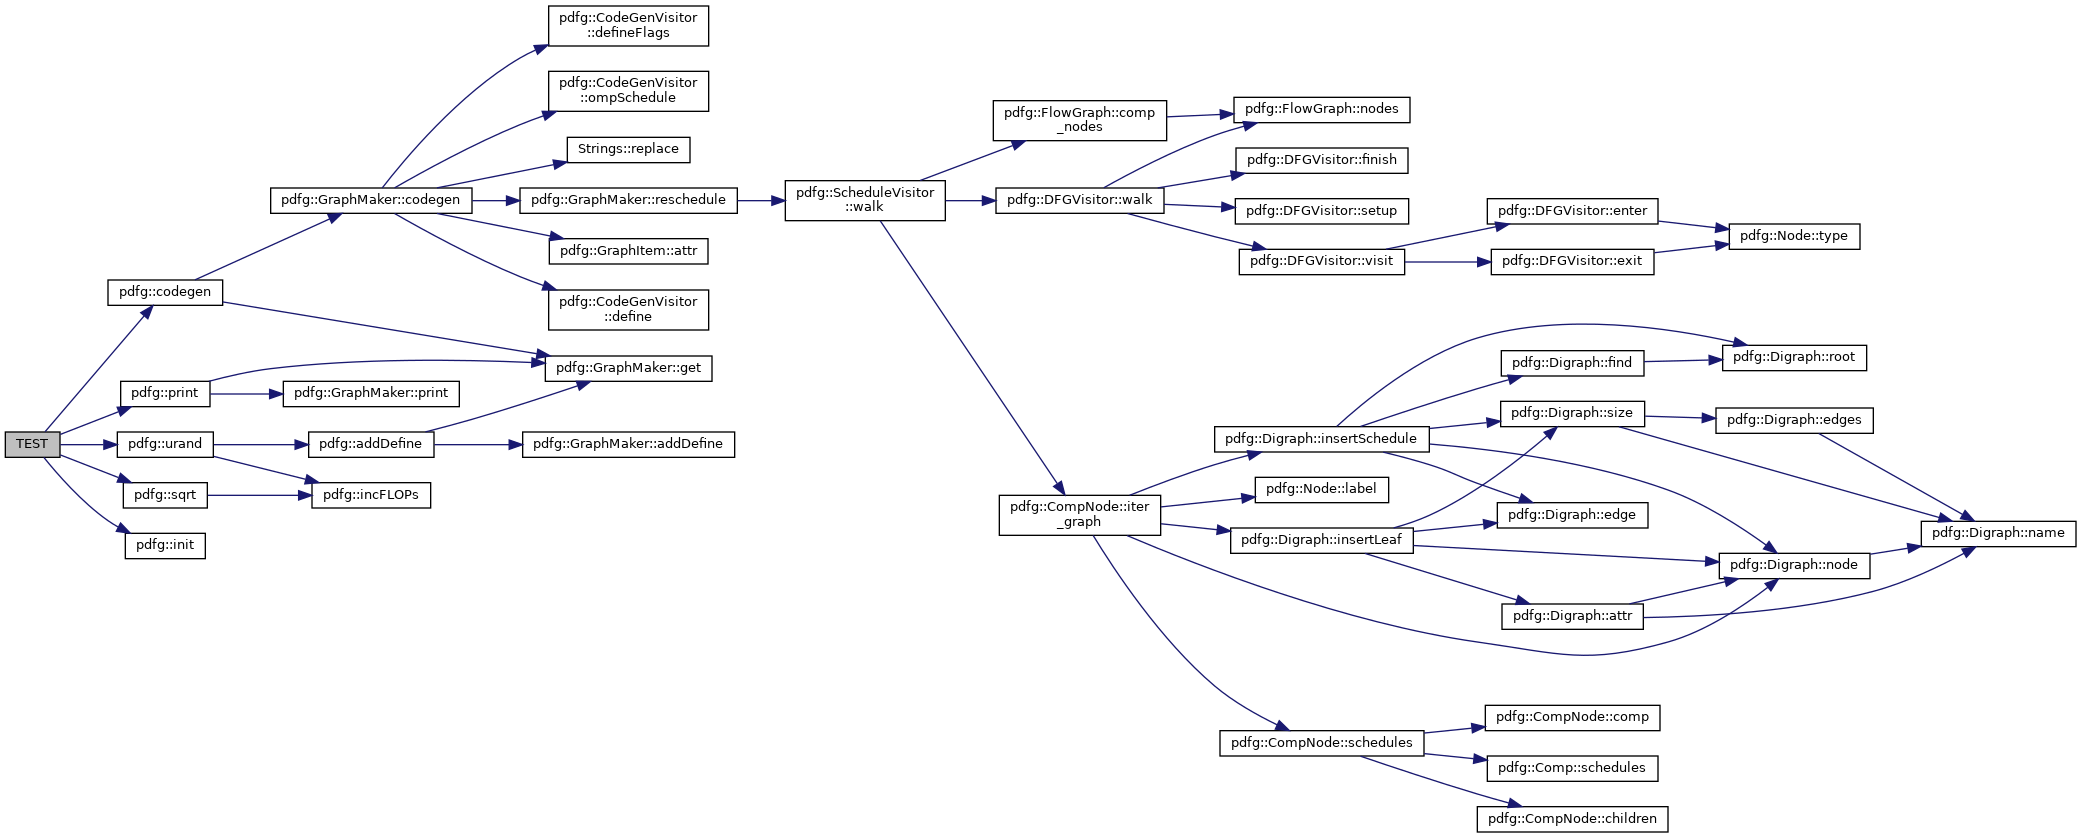 pdfg::CodeGenVisitor
::defineFlags
pdfg::CodeGenVisitor
::ompSchedule
Strings::replace
pdfg::GraphMaker::codegen
pdfg::GraphMaker::reschedule
pdfg::GraphItem::attr
pdfg::CodeGenVisitor
::define
pdfg::codegen
pdfg::GraphMaker::get
pdfg::print
pdfg::GraphMaker::print
TEST
pdfg::urand
pdfg::addDefine
pdfg::GraphMaker::addDefine
pdfg::sqrt
pdfg::incFLOPs
pdfg::init
pdfg::ScheduleVisitor
::walk
pdfg::FlowGraph::comp
_nodes
pdfg::FlowGraph::nodes
pdfg::DFGVisitor::finish
pdfg::DFGVisitor::walk
pdfg::DFGVisitor::setup
pdfg::DFGVisitor::visit
pdfg::DFGVisitor::enter
pdfg::DFGVisitor::exit
pdfg::Node::type
pdfg::Digraph::root
pdfg::Digraph::find
pdfg::Digraph::size
pdfg::Digraph::edges
pdfg::Digraph::insertSchedule
pdfg::Node::label
pdfg::CompNode::iter
_graph
pdfg::Digraph::edge
pdfg::Digraph::insertLeaf
pdfg::Digraph::name
pdfg::Digraph::node
pdfg::Digraph::attr
pdfg::CompNode::comp
pdfg::CompNode::schedules
pdfg::Comp::schedules
pdfg::CompNode::children